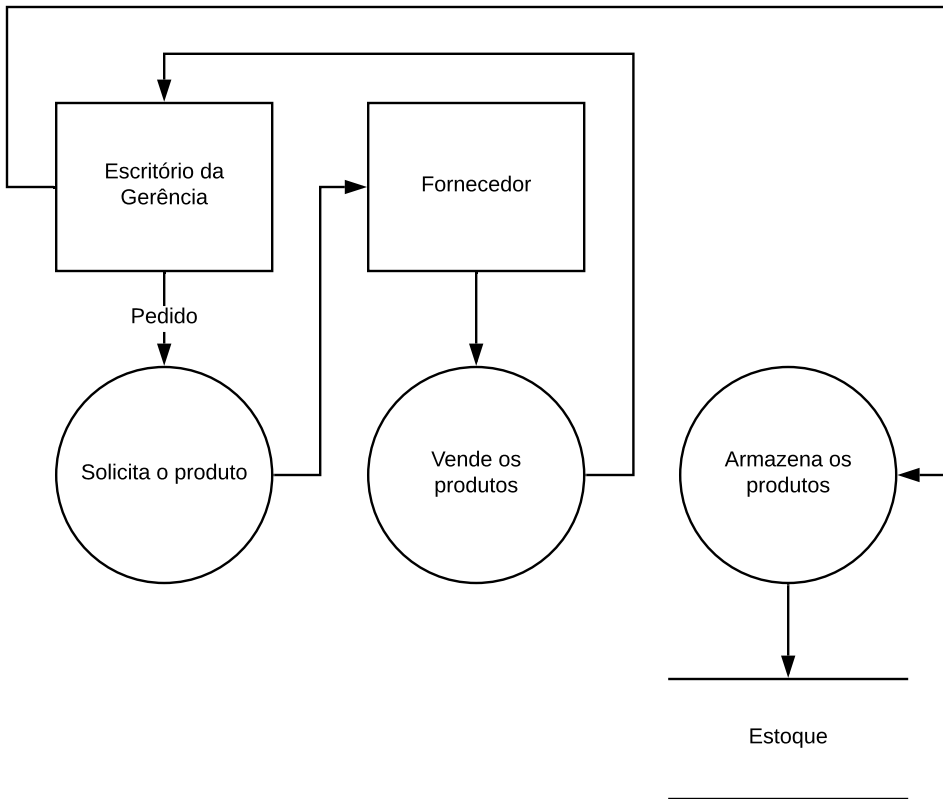 Escritório da
Gerência
Fornecedor
Pedido
Solicita o produto
Vende os
produtos
Armazena os
produtos
Estoque